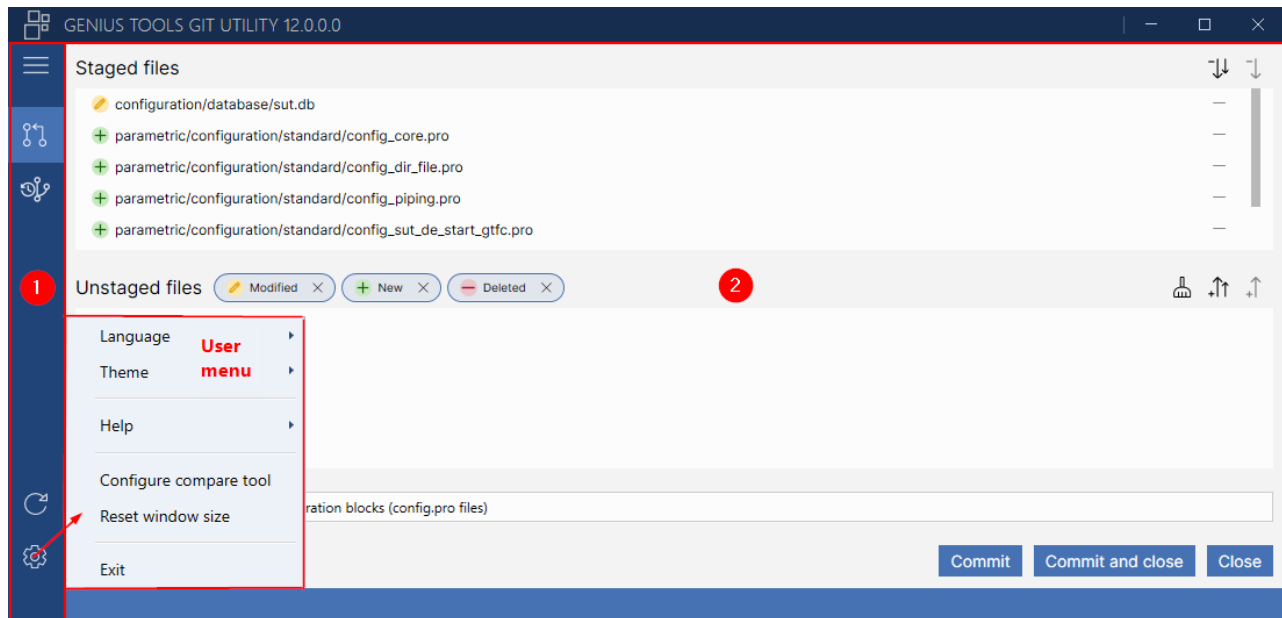 GENIUS TOOLS GIT UTILITY 12.0.0.0
Staged files
configuration/database/sut.db
parametric/configuration/standard/config_core.pro
parametric/configuration/standard/config_dir_file.pro
parametric/configuration/standard/config_piping.pro
parametric/configuration/standard/config_sut_de_start_gtfc.pro
1
Unstaged files Modified New Deleted
2
Language
Theme
User
menu
Help
Configure compare tool
Reset window size
Exit
ration blocks (config.pro files)
Commit Commit and close Close